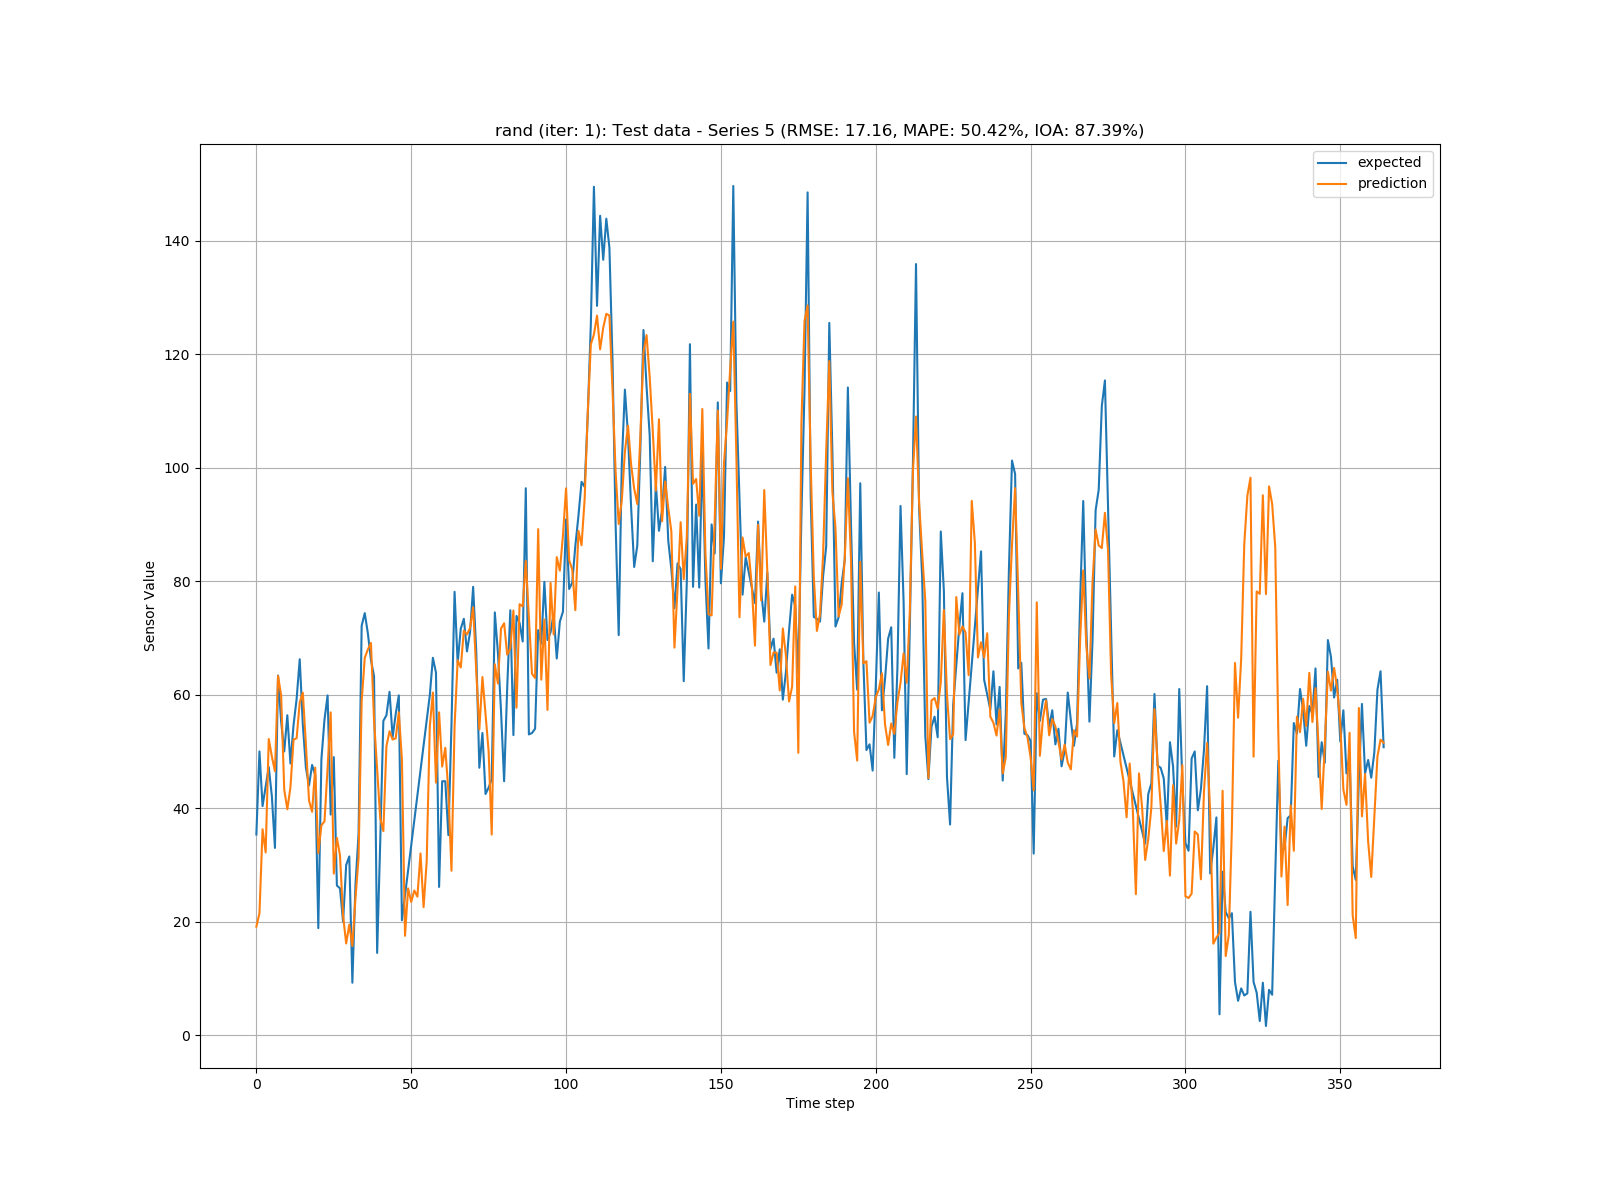 rand (iter: 1): Test data - Series 5 (RMSE: 17.16, MAPE: 50.42%, IOA: 87.39%)
expected
prediction
140
120
100
80
60
40
20
0
Sensor Value
0 50 100 150 200 250 300 350
Time step